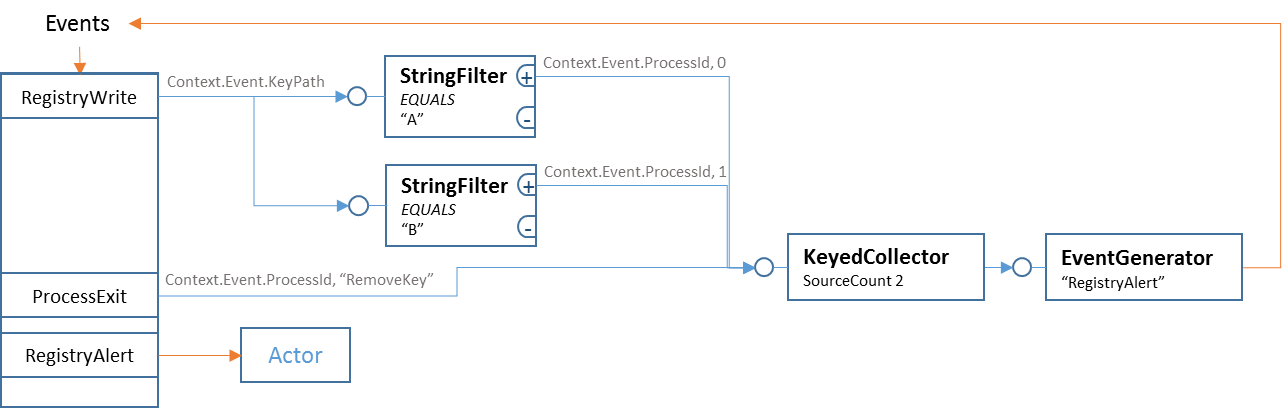 Events
RegistryWrite
Context.Event.KeyPath
StringFilter
EQUALS
“A”
+
-
Context.Event.ProcessId, 0
StringFilter
EQUALS
“B”
+
-
Context.Event.ProcessId, 1
ProcessExit
Context.Event.ProcessId, “RemoveKey”
KeyedCollector
SourceCount 2
EventGenerator
“RegistryAlert”
RegistryAlert
Actor